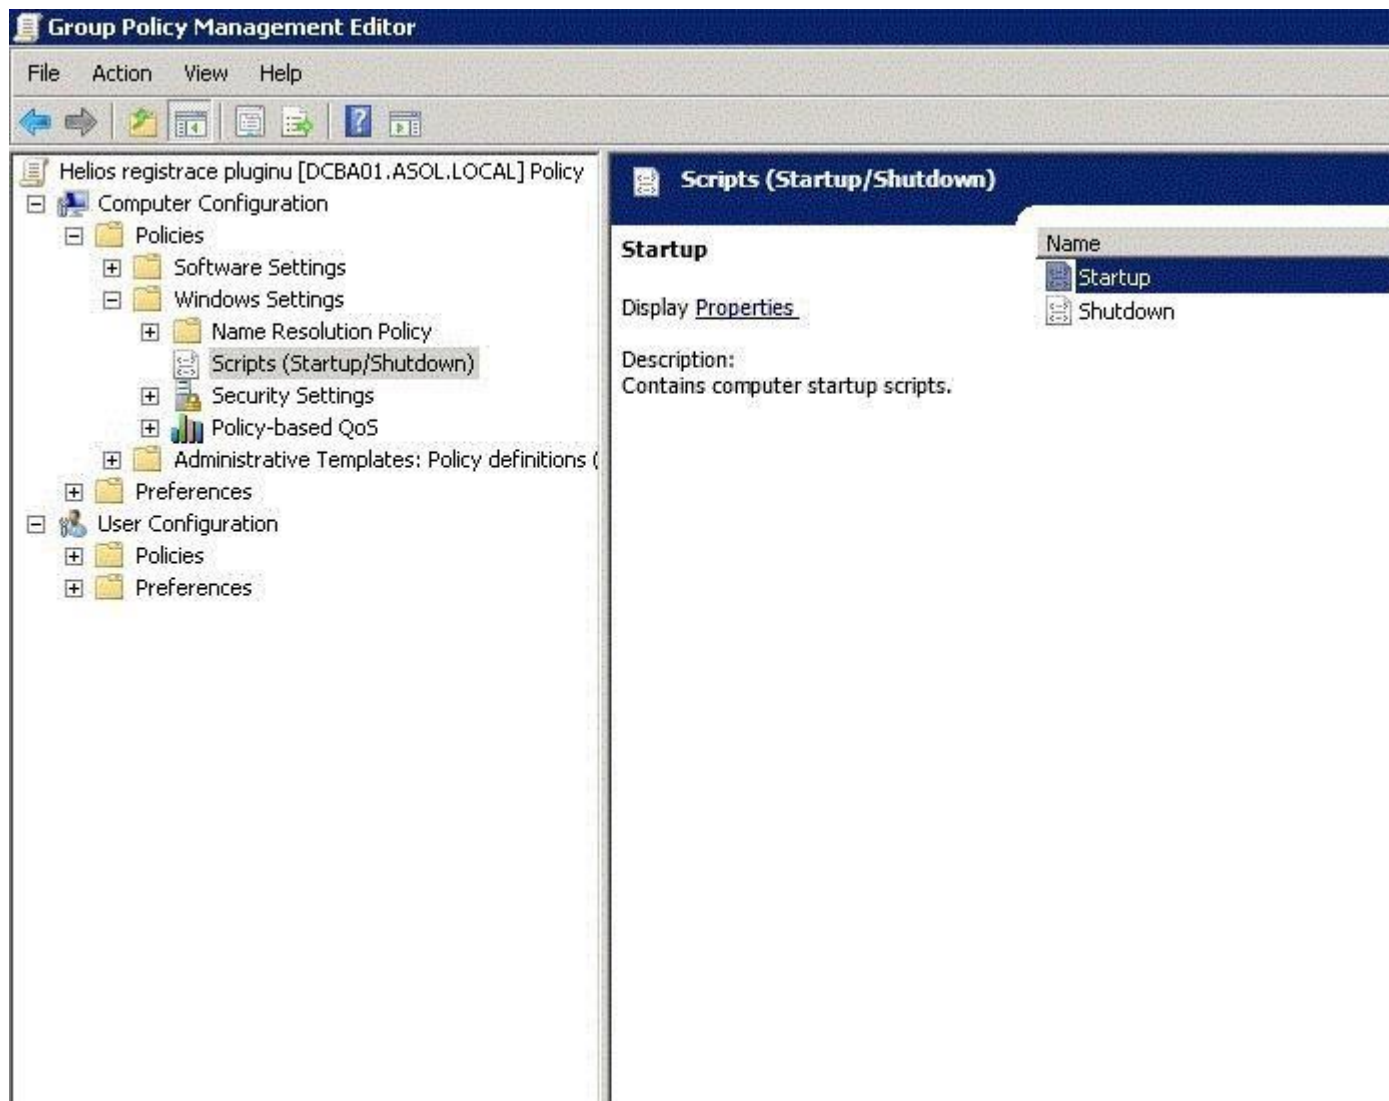 Group Policy Management Editor
File Action View Help
Helios registrace pluginu [DCBA01.ASOL.LOCAL] Policy
Computer Configuration
Policies
Software Settings
Windows Settings
Name Resolution Policy
Scripts (Startup/Shutdown)
Security Settings
Policy-based QoS
Administrative Templates: Policy definitions (
Preferences
User Configuration
Policies
Preferences
Scripts (Startup/Shutdown)
Startup
Display Properties
Description:
Contains computer startup scripts.
Name
Startup
Shutdown